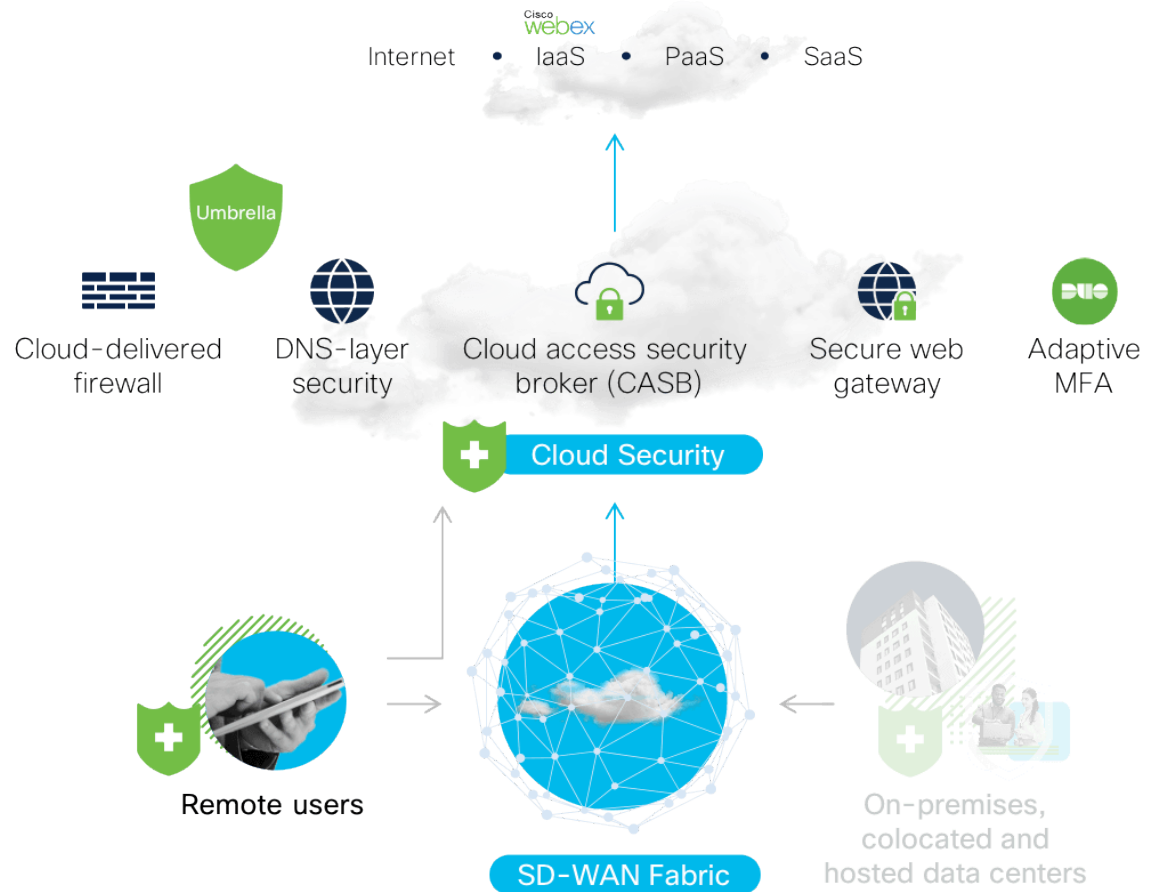 Cisco
webex
Internet • IaaS • PaaS • SaaS
Umbrella
Cloud-delivered
firewall
DNS-layer
security
Cloud access security
broker (CASB)
Secure web
gateway
DUO
Adaptive
MFA
Cloud Security
Remote users
SD-WAN Fabric
On-premises,
colocated and
hosted data centers